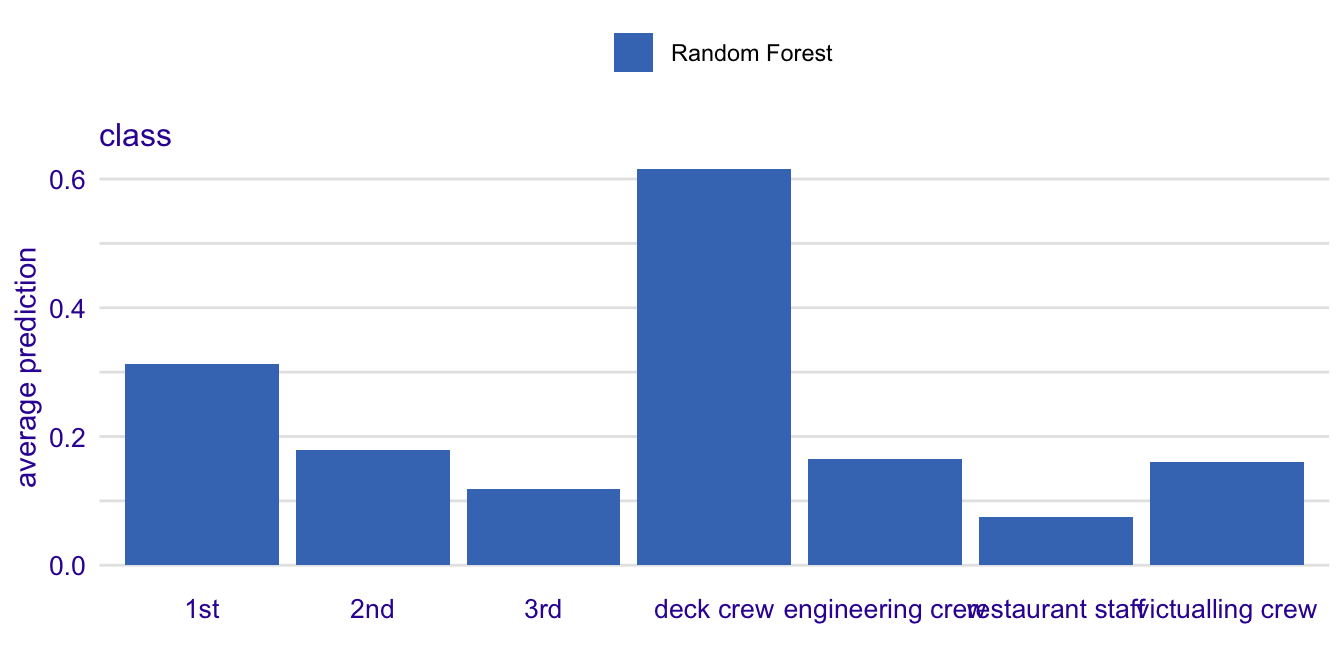 Random Forest
class
average prediction
0.6
0.4
0.2
0.0
1st 2nd 3rd deck crew engineering crew restaurant staff victualling crew